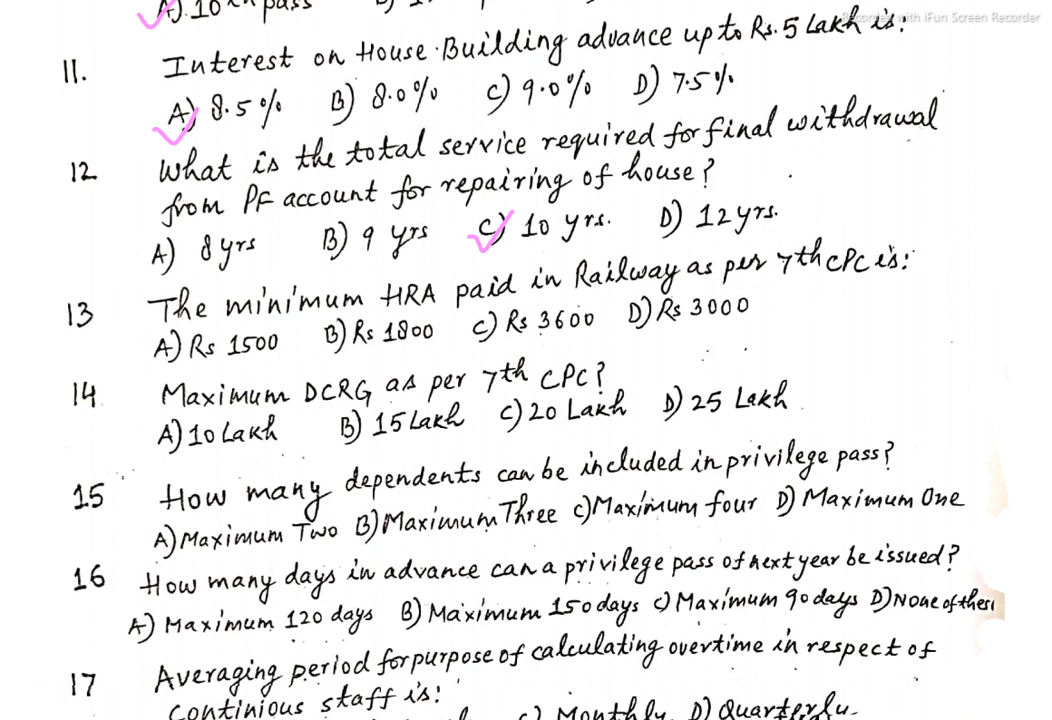 A) 10th pass
Recorded with iFun Screen Recorder
11. Interest on House Building advance up to Rs. 5 Lakh is:
A) 8.5% B) 8.0% C) 9.0% D) 7.5%
12 What is the total service required for final withdrawal
from PF account for repairing of house?
A) 8 yrs B) 9 yrs C) 10 yrs. D) 12 yrs.
13 The minimum HRA paid in Railway as per 7th CPC is:
A) Rs 1500 B) Rs 1800 C) Rs 3600 D) Rs 3000
14 Maximum DCRG as per 7th CPC?
A) 10 Lakh B) 15 Lakh C) 20 Lakh D) 25 Lakh
15 How many dependents can be included in privilege pass?
A) Maximum Two B) Maximum Three C) Maximum four D) Maximum One
16 How many days in advance can a privilege pass of next year be issued?
A) Maximum 120 days B) Maximum 150 days C) Maximum 90 days D) None of these
17 Averaging period for purpose of calculating overtime in respect of
continious staff is:
C) Monthly D) Quarterly